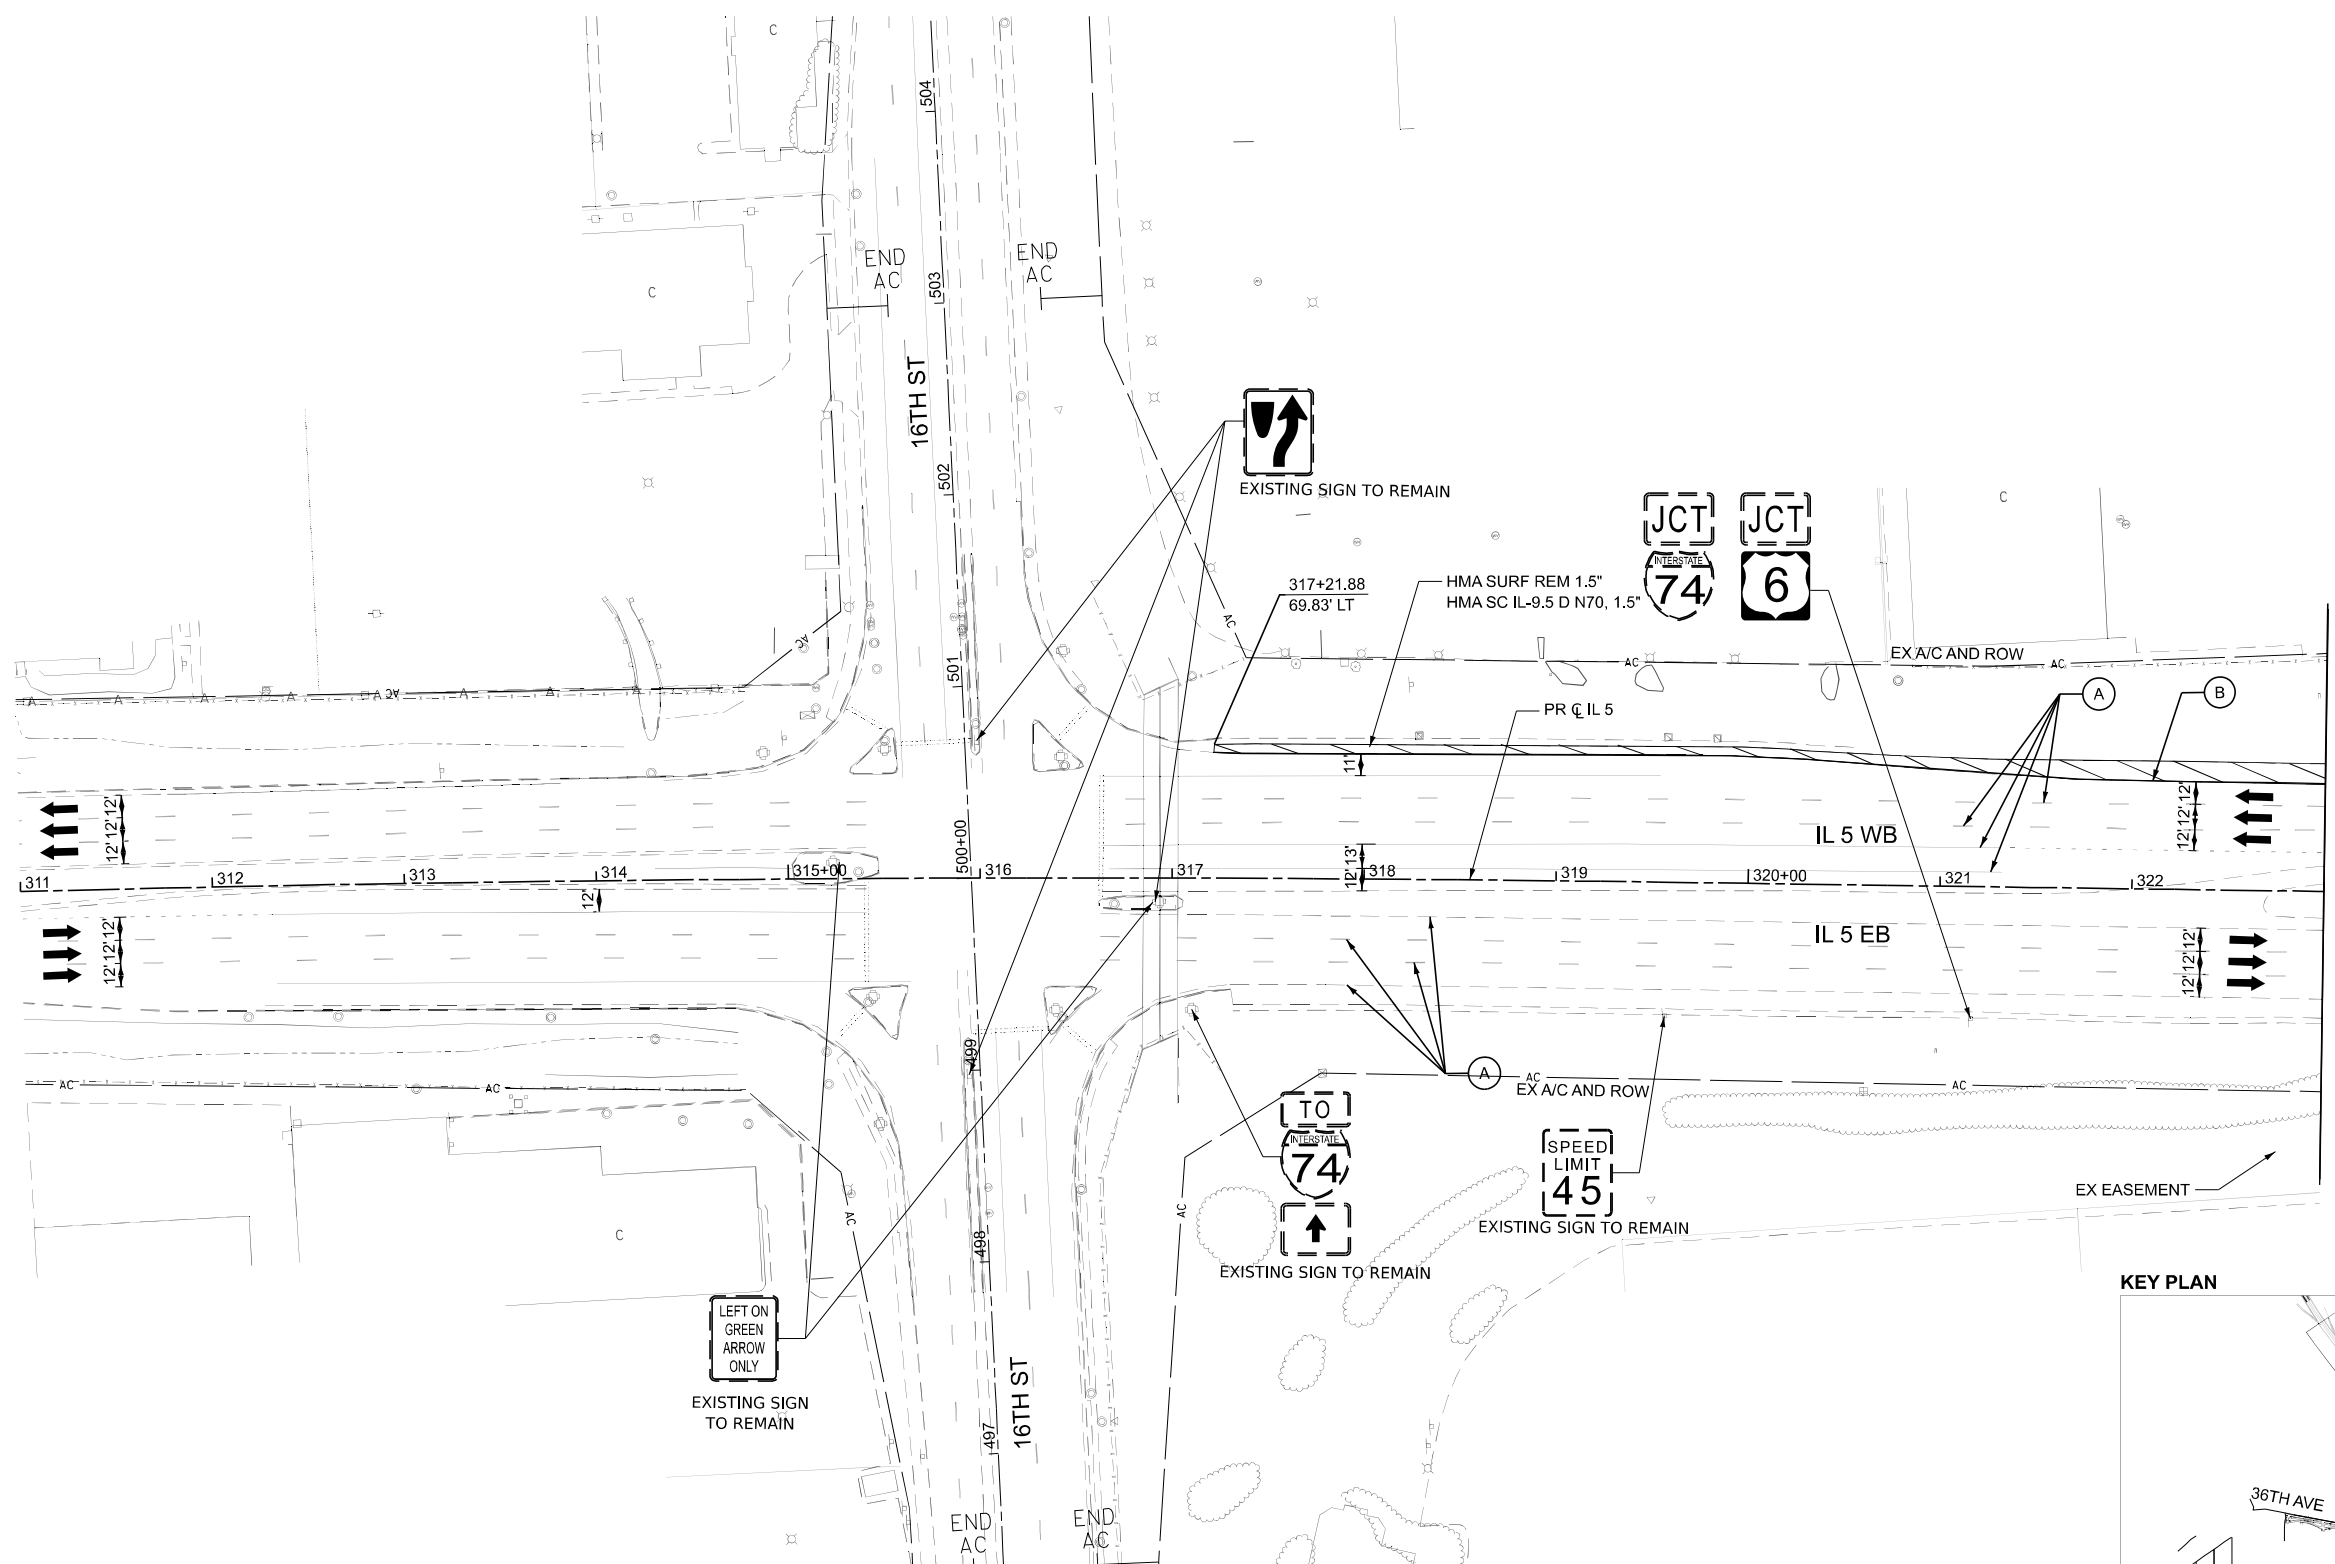 C
504
END
AC
END
AC
503
C
16TH ST
502
EXISTING SIGN TO REMAIN
C
JCT
JCT
INTERSTATE
74
6
317+21.88
69.83' LT
HMA SURF REM 1.5"
HMA SC IL-9.5 D N70, 1.5"
AC
AC
501
EX A/C AND ROW
AC
AC
A
A
A
A
AC
A
A
A
A
B
PR ℄ IL 5
11'
12'
12'
12'
12'
12'
12'
IL 5 WB
500+00
13'
12'
311
312
313
314
315+00
316
317
318
319
320+00
321
322
12'
12'
12'
12'
IL 5 EB
12'
12'
12'
499
AC
AC
A
AC
EX A/C AND ROW
AC
TO
INTERSTATE
74
EXISTING SIGN TO REMAIN
SPEED
LIMIT
45
EXISTING SIGN TO REMAIN
EX EASEMENT
AC
AC
C
498
LEFT ON
GREEN
ARROW
ONLY
EXISTING SIGN
TO REMAIN
16TH ST
497
END
AC
END
AC
KEY PLAN
36TH AVE